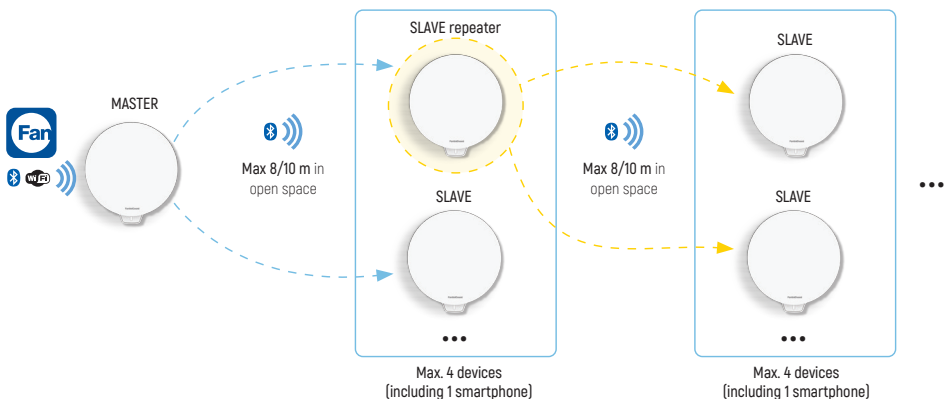 SLAVE repeater
SLAVE
MASTER
Fan
WiFi
Max 8/10 m in
open space
Max 8/10 m in
open space
SLAVE
SLAVE
•••
•••
•••
Max. 4 devices
(including 1 smartphone)
Max. 4 devices
(including 1 smartphone)